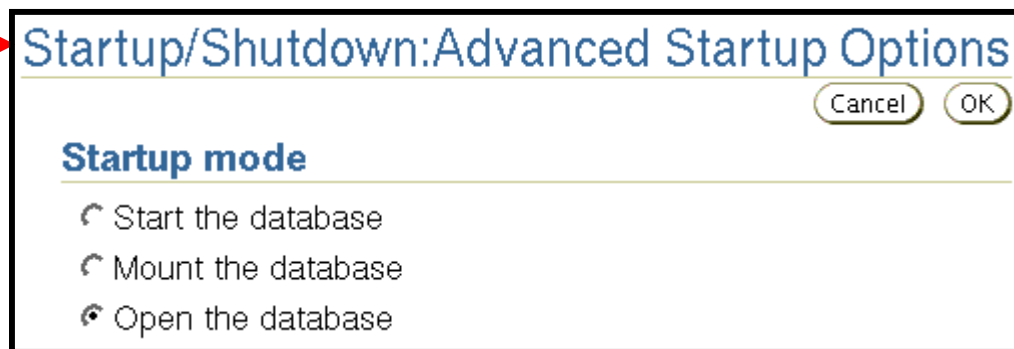 Startup/Shutdown:Advanced Startup Options
Cancel OK
Startup mode
Start the database
Mount the database
Open the database